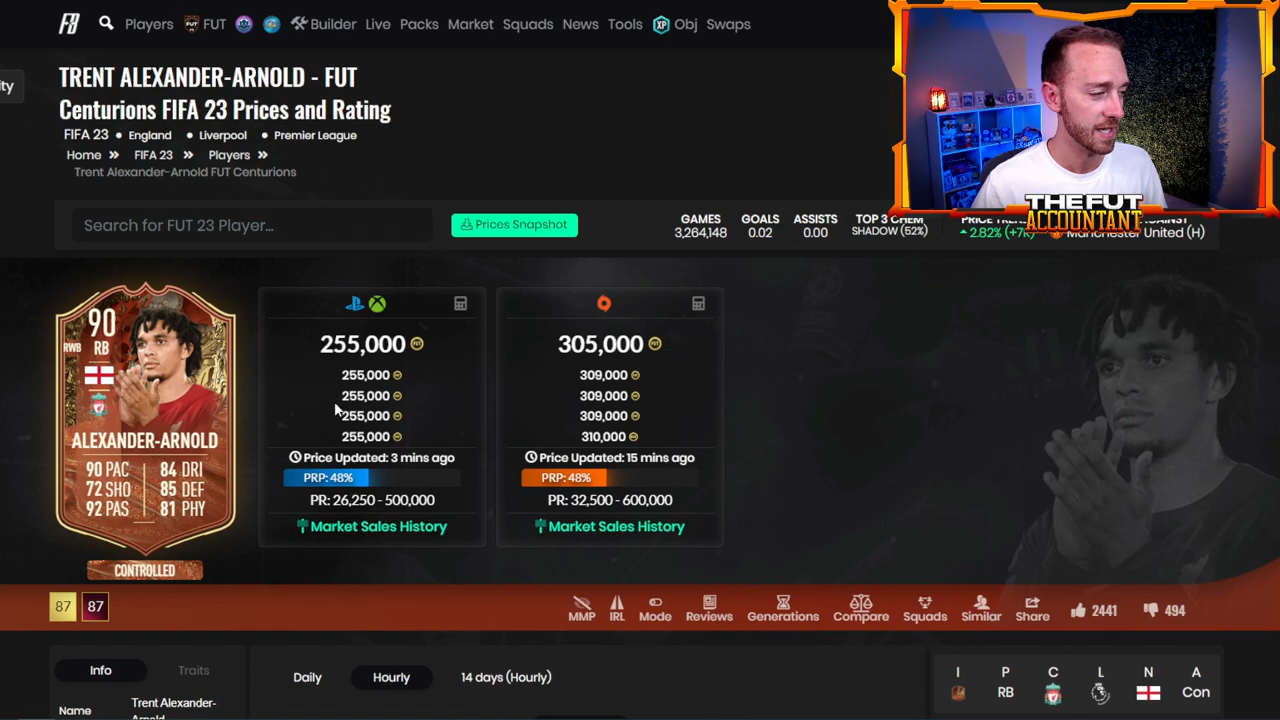 FB Players FUT Builder Live Packs Market Squads News Tools XP Obj Swaps
ty
TRENT ALEXANDER-ARNOLD - FUT
Centurions FIFA 23 Prices and Rating
FIFA 23 • England • Liverpool • Premier League
Home » FIFA 23 » Players »
Trent Alexander-Arnold FUT Centurions
Search for FUT 23 Player...
Prices Snapshot
GAMES
3,264,148
GOALS
0.02
ASSISTS
0.00
TOP 3 CHEM
SHADOW (52%)
2.82% (+7K)
Manchester United (H)
THE FUT
ACCOUNTANT
90
RB
RWB
ALEXANDER-ARNOLD
90 PAC 84 DRI
72 SHO 85 DEF
92 PAS 81 PHY
CONTROLLED
255,000
255,000
255,000
255,000
255,000
Price Updated: 3 mins ago
PRP: 48%
PR: 26,250 - 500,000
Market Sales History
305,000
309,000
309,000
309,000
310,000
Price Updated: 15 mins ago
PRP: 48%
PR: 32,500 - 600,000
Market Sales History
87 87
MMP IRL Mode Reviews Generations Compare Squads Similar Share 2441 494
Info Traits
Name Trent Alexander-
Arnold
Daily Hourly 14 days (Hourly)
I P C L N A
RB Con